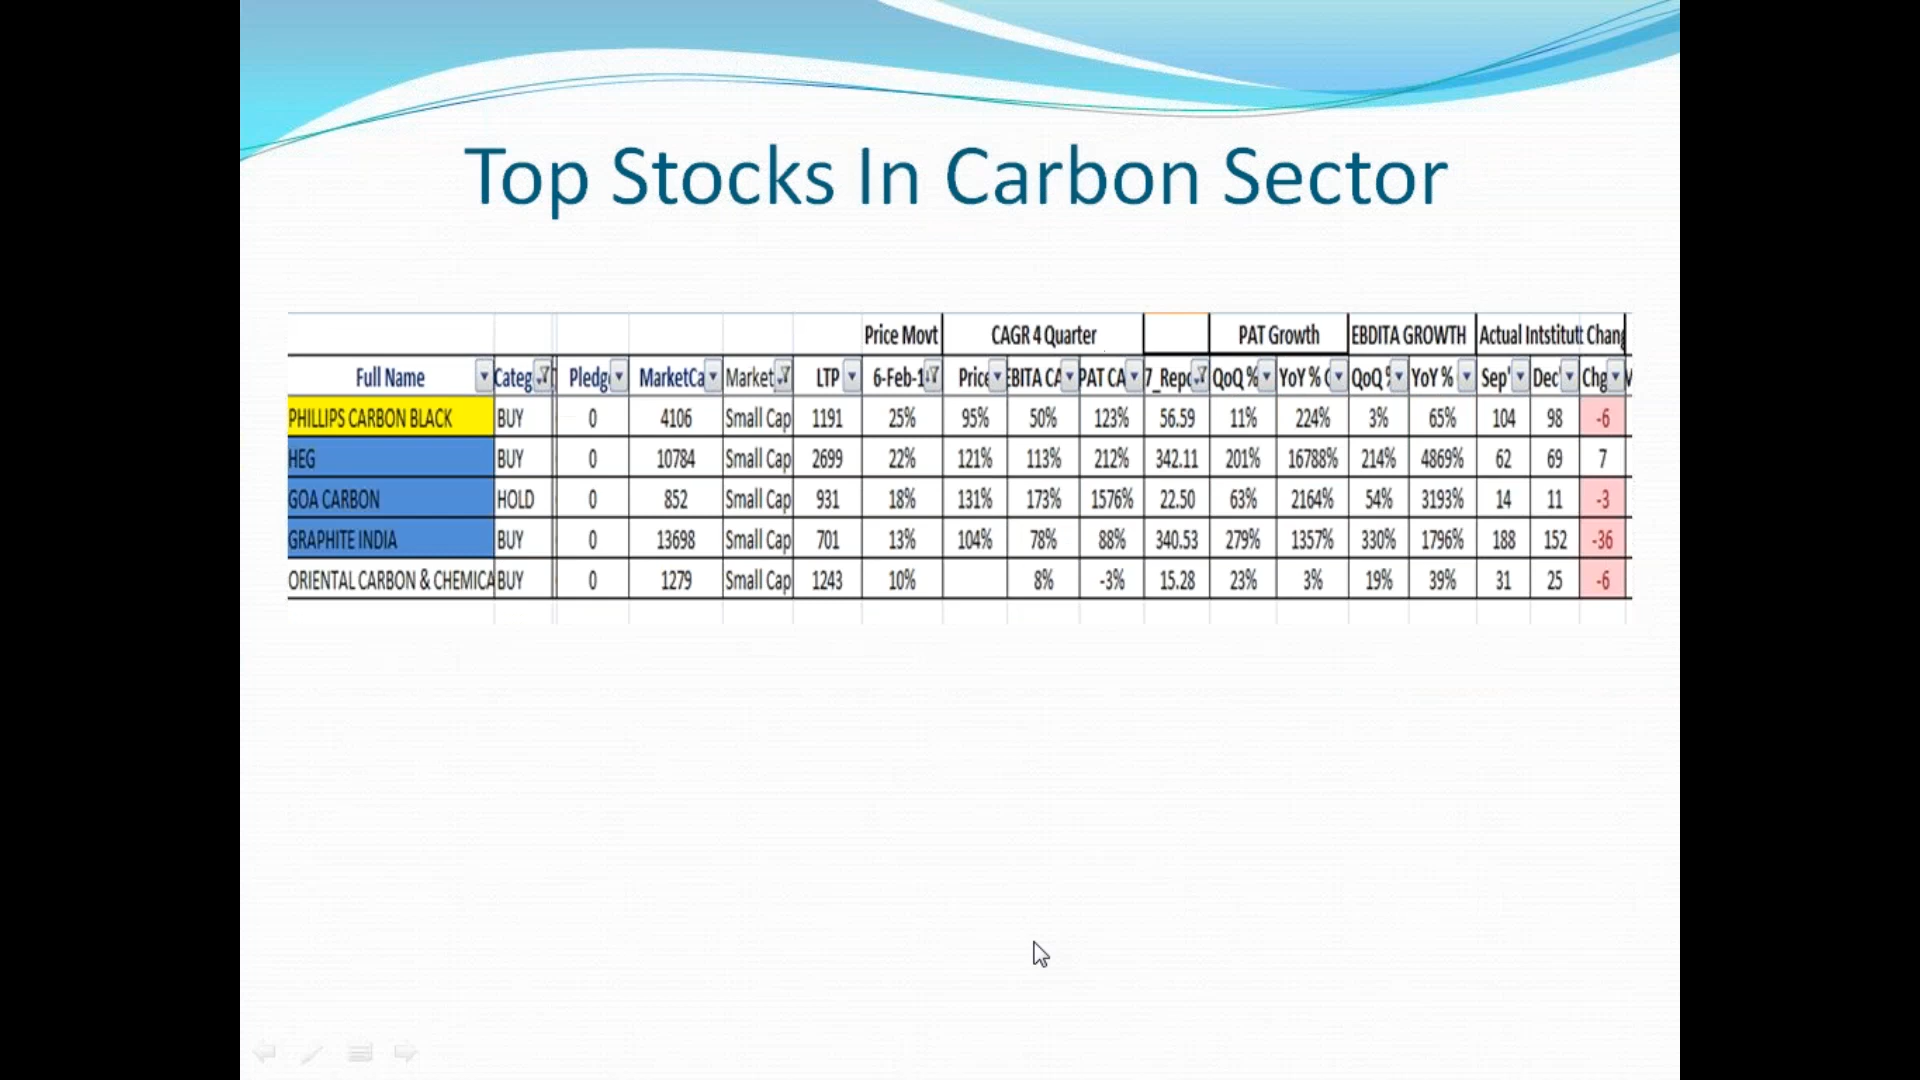 Top Stocks In Carbon Sector
Price Movt CAGR 4 Quarter PAT Growth EBDITA GROWTH Actual Intstitutt Chang
Full Name Categ Pledg MarketCa Market LTP 6-Feb-1 Price EBITA CA PAT CA 7_Repo QoQ % YoY % QoQ % YoY % Sep' Dec' Chg
PHILLIPS CARBON BLACK BUY 0 4106 Small Cap 1191 25% 95% 50% 123% 56.59 11% 224% 3% 65% 104 98 -6
HEG BUY 0 10784 Small Cap 2699 22% 121% 113% 212% 342.11 201% 16788% 214% 4869% 62 69 7
GOA CARBON HOLD 0 852 Small Cap 931 18% 131% 173% 1576% 22.50 63% 2164% 54% 3193% 14 11 -3
GRAPHITE INDIA BUY 0 13698 Small Cap 701 13% 104% 78% 88% 340.53 279% 1357% 330% 1796% 188 152 -36
ORIENTAL CARBON & CHEMICA BUY 0 1279 Small Cap 1243 10% 8% -3% 15.28 23% 3% 19% 39% 31 25 -6